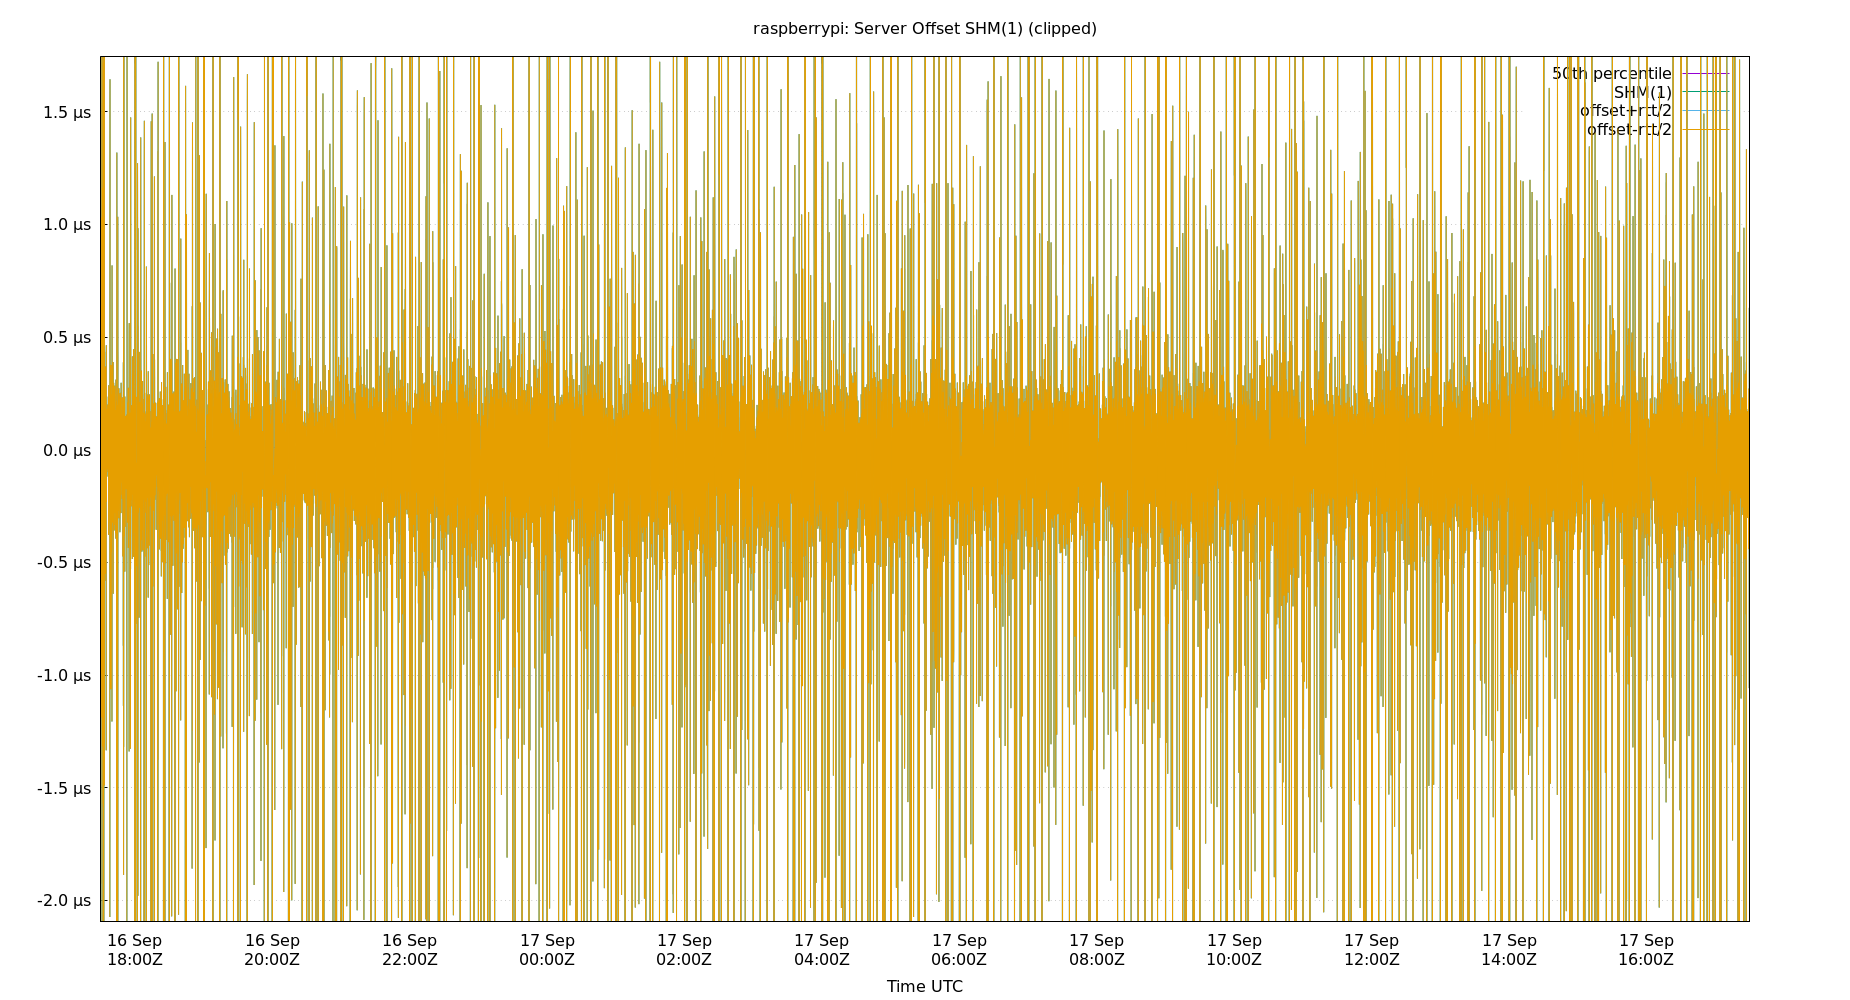 raspberrypi: Server Offset SHM(1) (clipped)
50th percentile
SHM(1)
offset+rtt/2
offset-rtt/2
1.5 µs
1.0 µs
0.5 µs
0.0 µs
-0.5 µs
-1.0 µs
-1.5 µs
-2.0 µs
16 Sep 16 Sep 16 Sep 17 Sep 17 Sep 17 Sep 17 Sep 17 Sep 17 Sep 17 Sep 17 Sep 17 Sep
18:00Z 20:00Z 22:00Z 00:00Z 02:00Z 04:00Z 06:00Z 08:00Z 10:00Z 12:00Z 14:00Z 16:00Z
Time UTC